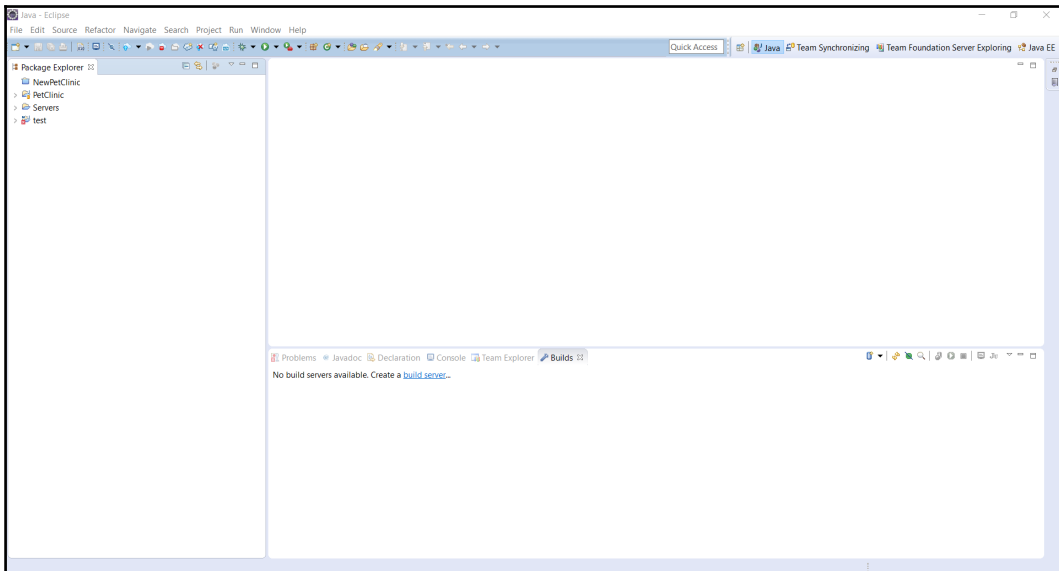 Java - Eclipse
File Edit Source Refactor Navigate Search Project Run Window Help
Quick Access Java Team Synchronizing Team Foundation Server Exploring Java EE
Package Explorer
NewPetClinic
PetClinic
Servers
test
Problems Javadoc Declaration Console Team Explorer Builds
No build servers available. Create a build server...